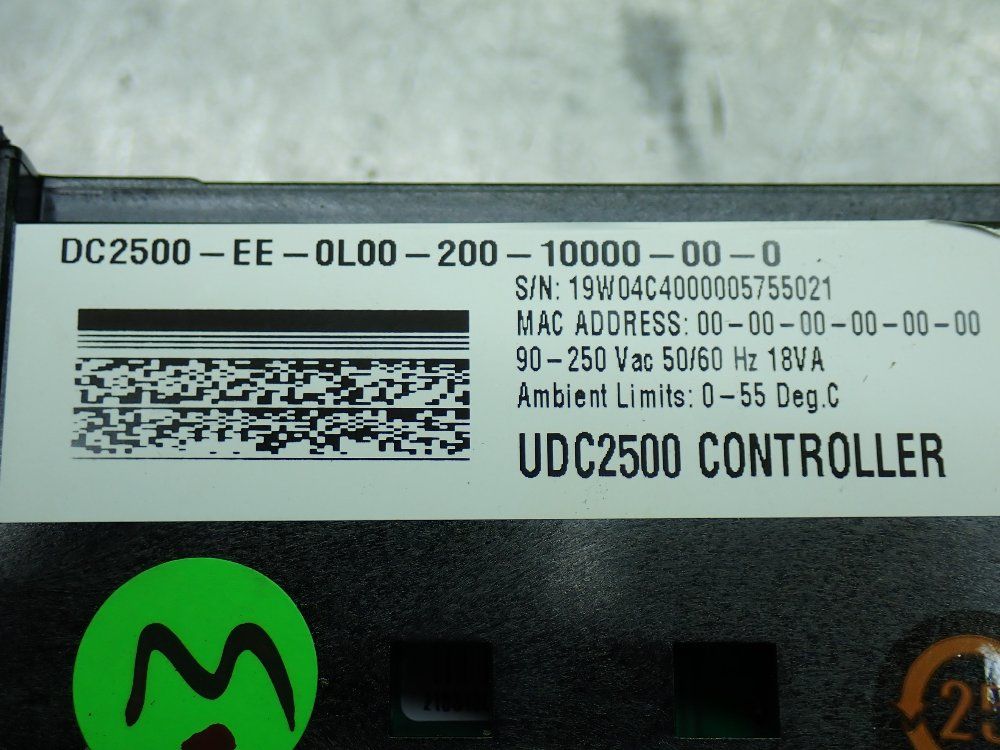 DC2500-EE-0L00-200-10000-00-0
S/N: 19W04C4000005755021
MAC ADDRESS: 00-00-00-00-00-00
90-250 Vac 50/60 Hz 18VA
Ambient Limits: 0-55 Deg.C
UDC2500 CONTROLLER
M
25